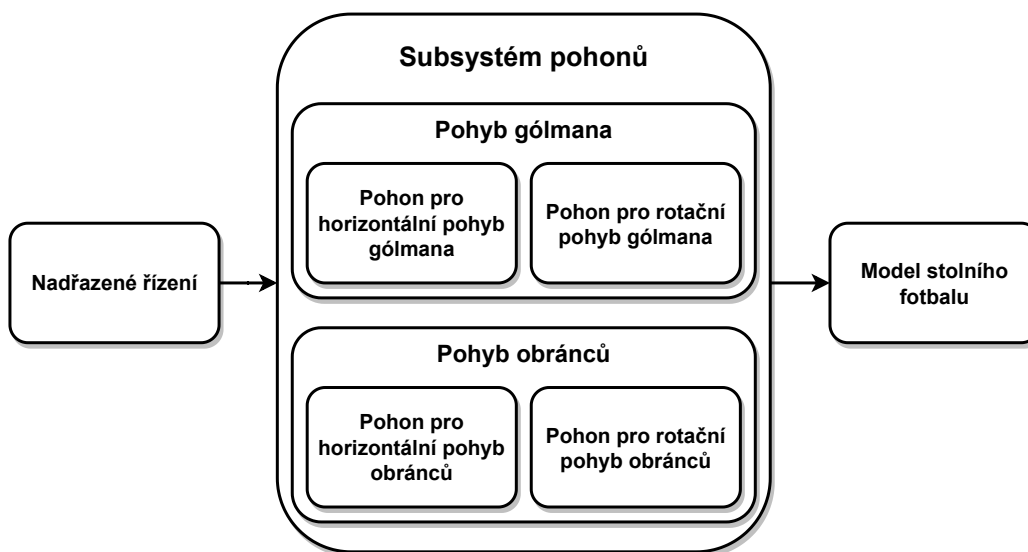 Subsystém pohonů
Pohyb gólmana
Pohon pro
horizontální pohyb
gólmana
Pohon pro rotační
pohyb gólmana
Nadřazené řízení
Model stolního
fotbalu
Pohyb obránců
Pohon pro
horizontální pohyb
obránců
Pohon pro rotační
pohyb obránců